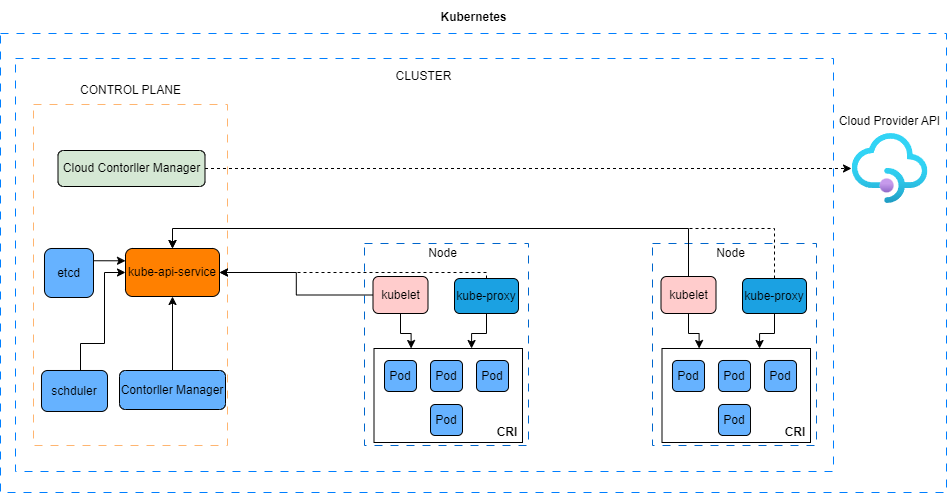 Kubernetes
CLUSTER
CONTROL PLANE
Cloud Provider API
Cloud Contorller Manager
etcd
kube-api-service
schduler
Contorller Manager
Node
kubelet
kube-proxy
Pod
Pod
Pod
Pod
CRI
Node
kubelet
kube-proxy
Pod
Pod
Pod
Pod
CRI